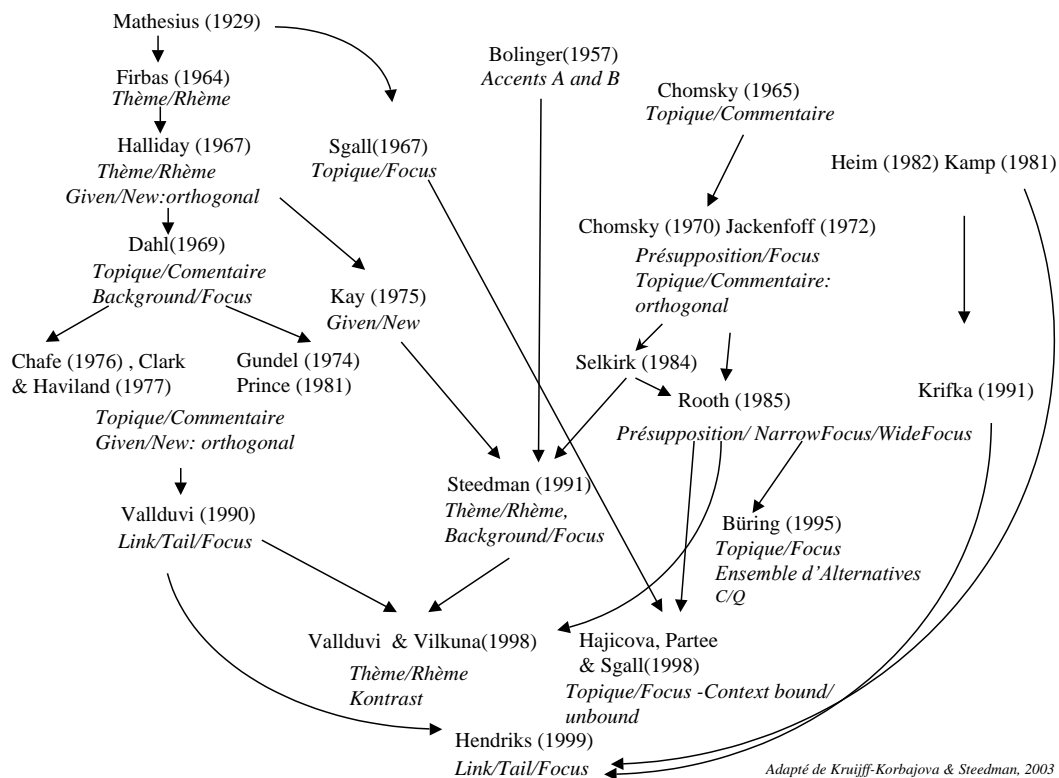 Mathesius (1929)
Bolinger(1957)
Accents A and B
Firbas (1964)
Thème/Rhème
Chomsky (1965)
Topique/Commentaire
Halliday (1967)
Thème/Rhème
Given/New:orthogonal
Sgall(1967)
Topique/Focus
Heim (1982) Kamp (1981)
Chomsky (1970) Jackenfoff (1972)
Présupposition/Focus
Topique/Commentaire:
orthogonal
Dahl(1969)
Topique/Comentaire
Background/Focus
Kay (1975)
Given/New
Chafe (1976) , Clark
& Haviland (1977)
Gundel (1974)
Prince (1981)
Topique/Commentaire
Given/New: orthogonal
Selkirk (1984)
Rooth (1985)
Présupposition/ NarrowFocus/WideFocus
Krifka (1991)
Steedman (1991)
Thème/Rhème,
Background/Focus
Vallduvi (1990)
Link/Tail/Focus
Büring (1995)
Topique/Focus
Ensemble d'Alternatives
C/Q
Vallduvi & Vilkuna(1998)
Thème/Rhème
Kontrast
Hajicova, Partee
& Sgall(1998)
Topique/Focus -Context bound/
unbound
Hendriks (1999)
Link/Tail/Focus
Adapté de Kruijff-Korbajova & Steedman, 2003